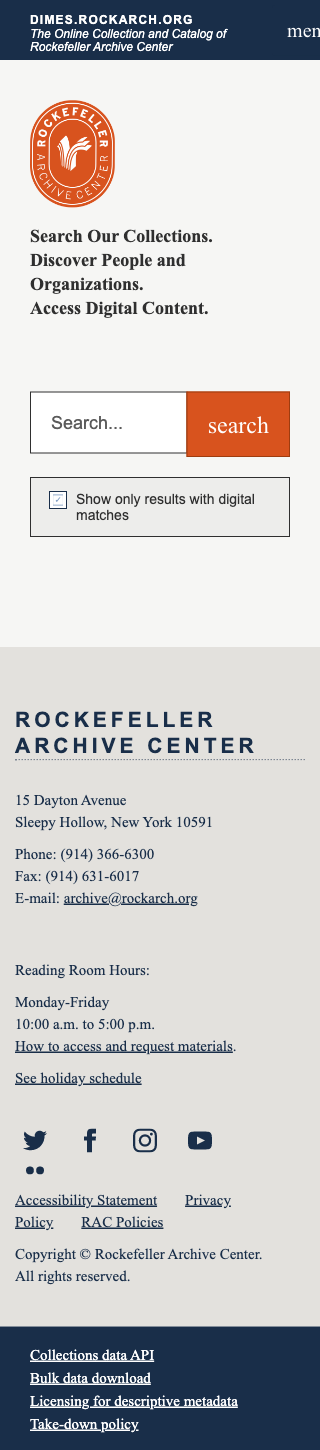 DIMES.ROCKARCH.ORG
The Online Collection and Catalog of
Rockefeller Archive Center
men
ROCKEFELLER
ARCHIVE CENTER
Search Our Collections.
Discover People and
Organizations.
Access Digital Content.
Search...
search
Show only results with digital
matches
ROCKEFELLER
ARCHIVE CENTER
15 Dayton Avenue
Sleepy Hollow, New York 10591
Phone: (914) 366-6300
Fax: (914) 631-6017
E-mail: archive@rockarch.org
Reading Room Hours:
Monday-Friday
10:00 a.m. to 5:00 p.m.
How to access and request materials.
See holiday schedule
Accessibility Statement Privacy
Policy RAC Policies
Copyright © Rockefeller Archive Center.
All rights reserved.
Collections data API
Bulk data download
Licensing for descriptive metadata
Take-down policy